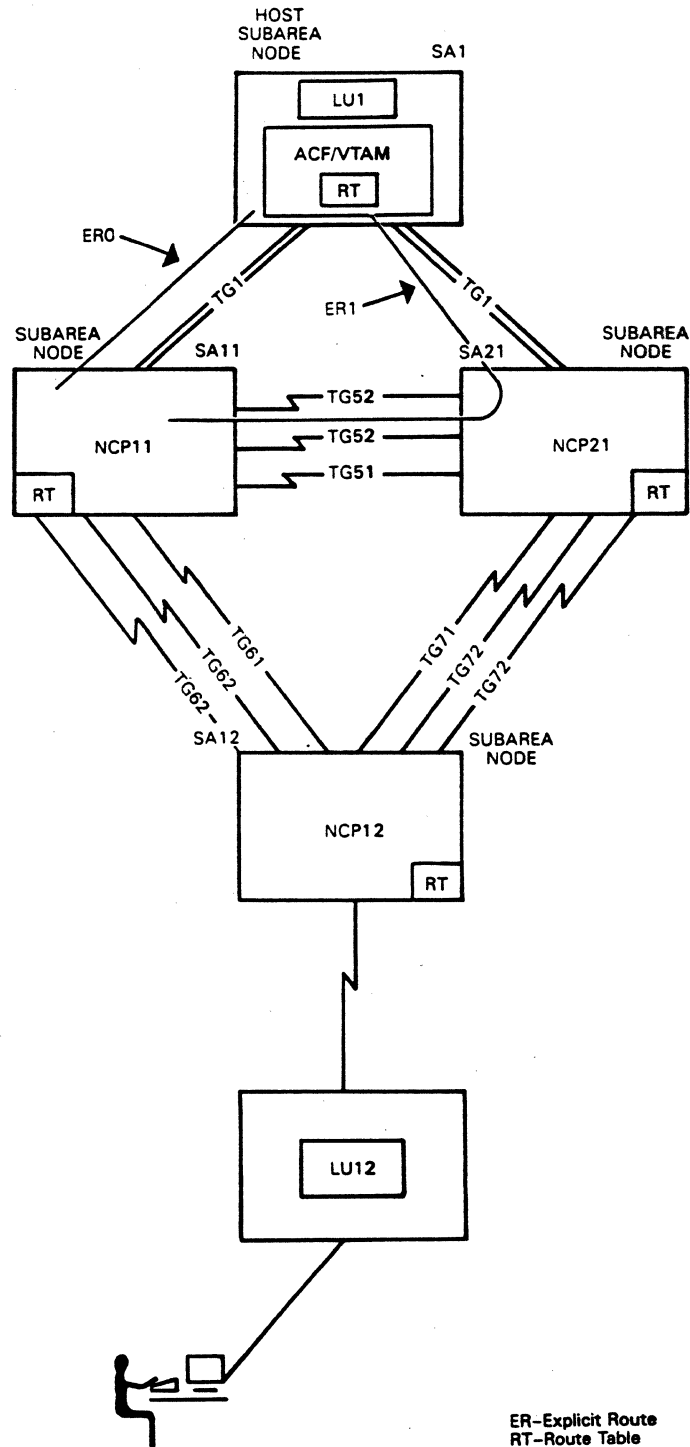 HOST
SUBAREA
NODE
SA1
LU1
ACF/VTAM
RT
ER0
TG1
TG1
ER1
SUBAREA
NODE
SA11
SA21
SUBAREA
NODE
TG52
NCP11
TG52
NCP21
TG51
RT
RT
TG61
TG62
TG62
TG71
TG72
TG72
SA12
SUBAREA
NODE
NCP12
RT
LU12
ER-Explicit Route
RT-Route Table